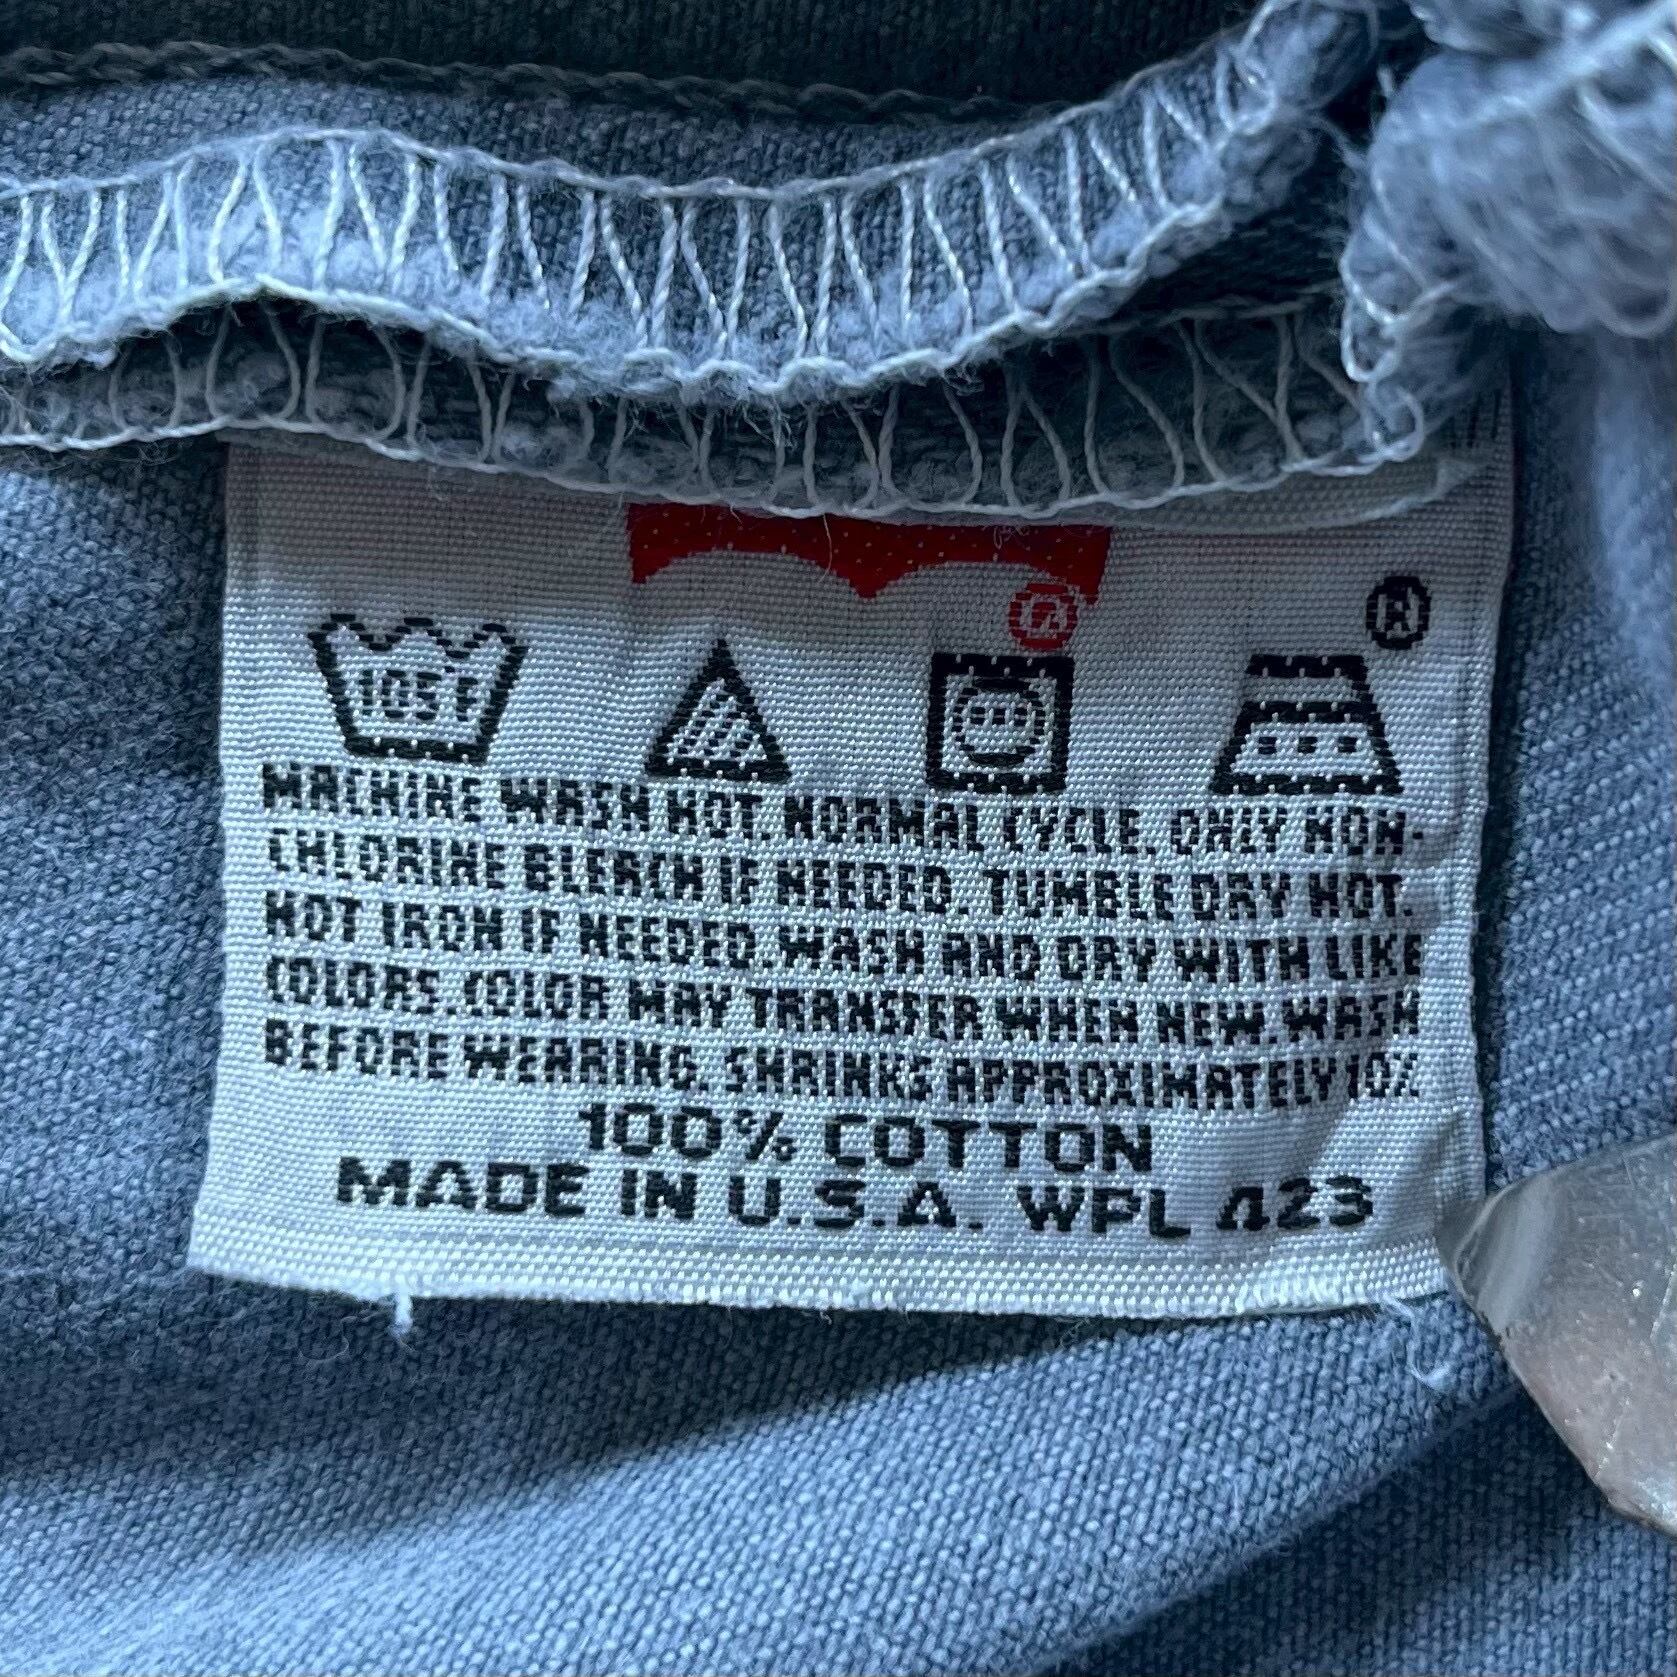 ®
®
105F
MACHINE WASH HOT. NORMAL CYCLE. ONLY NON-
CHLORINE BLEACH IF NEEDED. TUMBLE DRY HOT.
HOT IRON IF NEEDED. WASH AND DRY WITH LIKE
COLORS. COLOR MAY TRANSFER WHEN NEW. WASH
BEFORE WEARING. SHRINKS APPROXIMATELY 10%
100% COTTON
MADE IN U.S.A. WPL 423